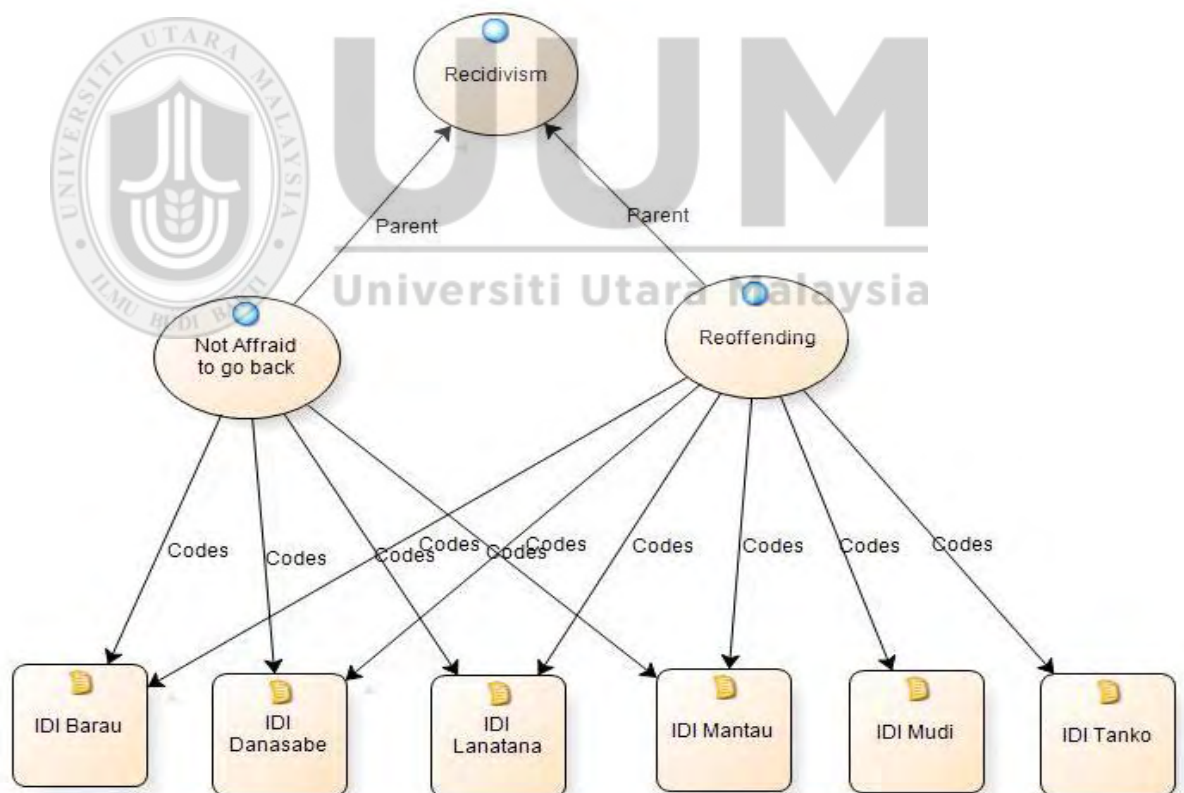 UNIVERSITI UTARA MALAYSIA
ILMU BUDI BAKTI
UUM
Universiti Utara Malaysia
Recidivism
Parent
Parent
Not Affraid
to go back
Reoffending
Codes
Codes
Codes
Codes
Codes
Codes
Codes
Codes
Codes
Codes
IDI Barau
IDI
Danasabe
IDI
Lanatana
IDI Mantau
IDI Mudi
IDI Tanko